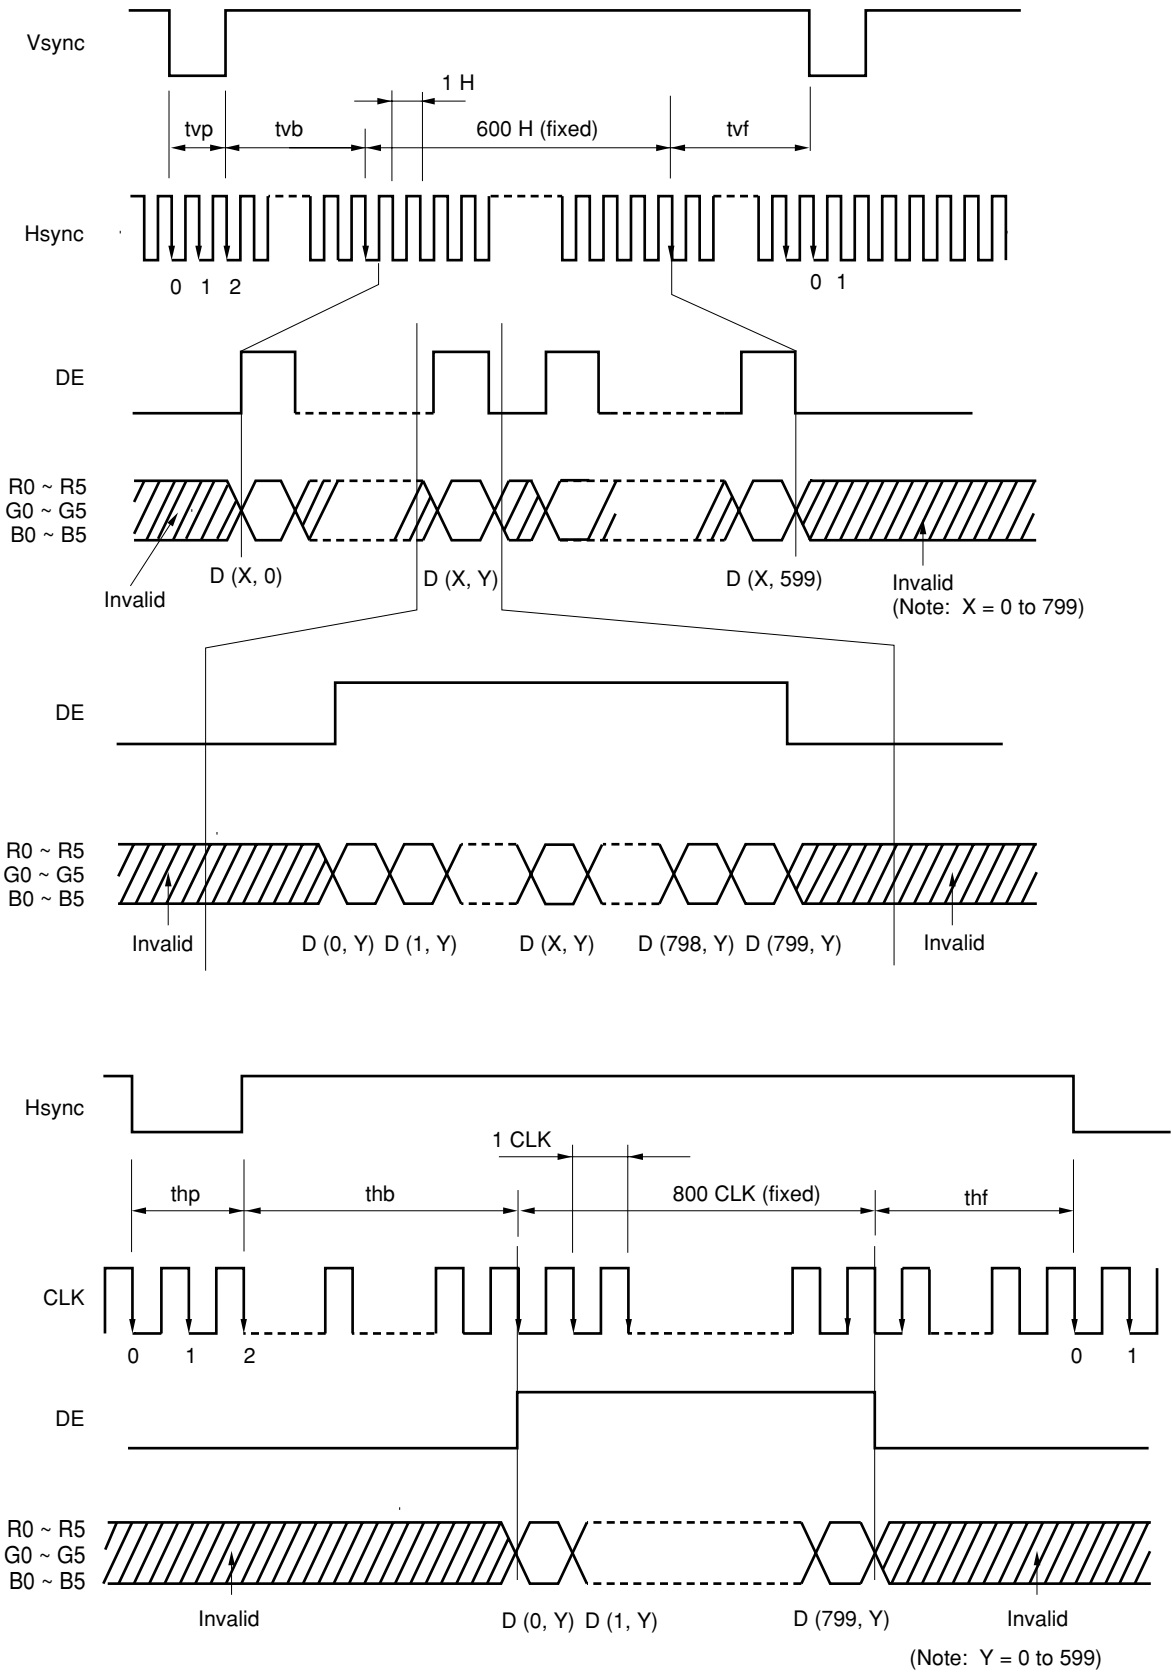 Vsync
1 H
tvp
tvb
600 H (fixed)
tvf
Hsync
0 1 2
0 1
DE
R0 ~ R5
G0 ~ G5
B0 ~ B5
D (X, 0)
D (X, Y)
D (X, 599)
Invalid
Invalid
(Note: X = 0 to 799)
DE
R0 ~ R5
G0 ~ G5
B0 ~ B5
Invalid
D (0, Y) D (1, Y)
D (X, Y)
D (798, Y) D (799, Y)
Invalid
Hsync
1 CLK
thp
thb
800 CLK (fixed)
thf
CLK
0 1 2
0 1
DE
R0 ~ R5
G0 ~ G5
B0 ~ B5
Invalid
D (0, Y) D (1, Y)
D (799, Y)
Invalid
(Note: Y = 0 to 599)